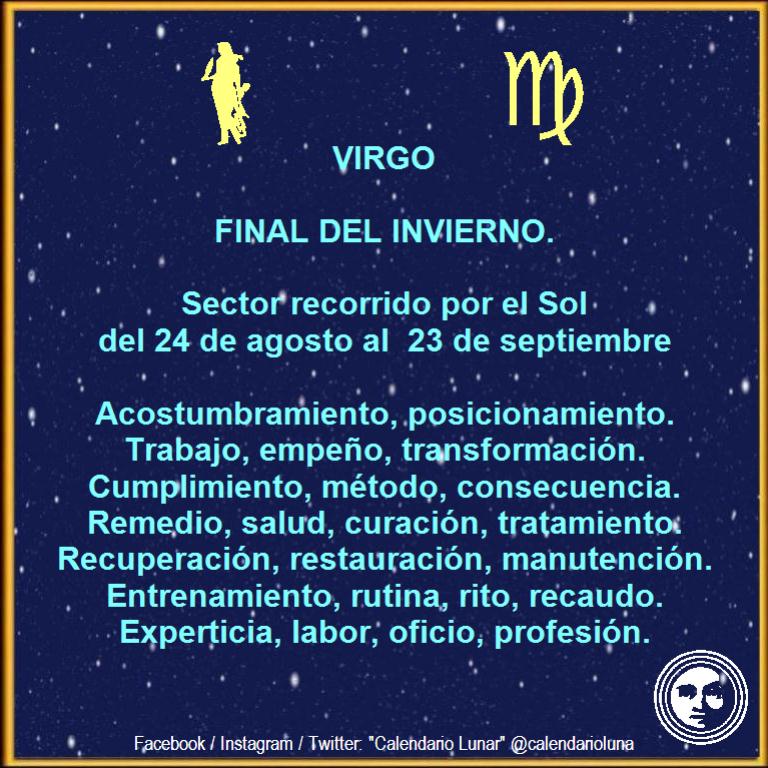 VIRGO
FINAL DEL INVIERNO.
Sector recorrido por el Sol
del 24 de agosto al  23 de septiembre
Acostumbramiento, posicionamiento.
Trabajo, empeño, transformación.
Cumplimiento, método, consecuencia.
Remedio, salud, curación, tratamiento.
Recuperación, restauración, manutención.
Entrenamiento, rutina, rito, recaudo.
Experticia, labor, oficio, profesión.
Facebook / Instagram / Twitter: "Calendario Lunar" @calendarioluna